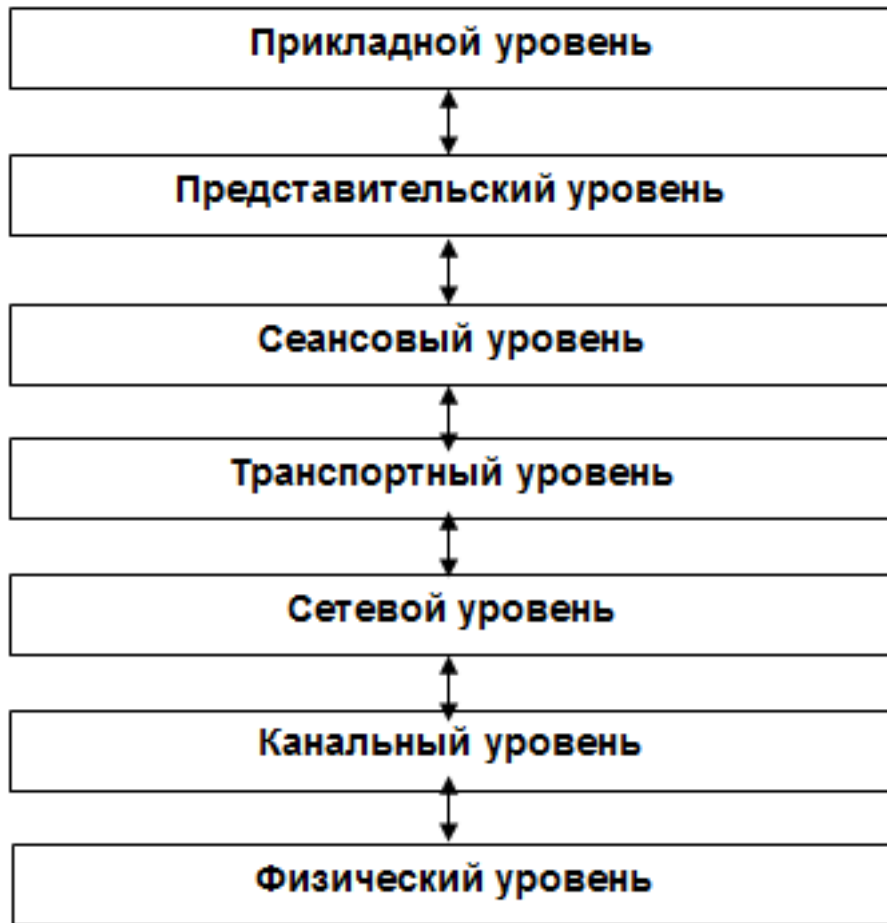 Прикладной уровень
Представительский уровень
Сеансовый уровень
Транспортный уровень
Сетевой уровень
Канальный уровень
Физический уровень